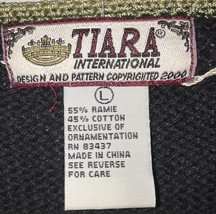 TIARA®
INTERNATIONAL
DESIGN AND PATTERN COPYRIGHTED 2000
L
55% RAMIE
45% COTTON
EXCLUSIVE OF
ORNAMENTATION
RN 83437
MADE IN CHINA
SEE REVERSE
FOR CARE